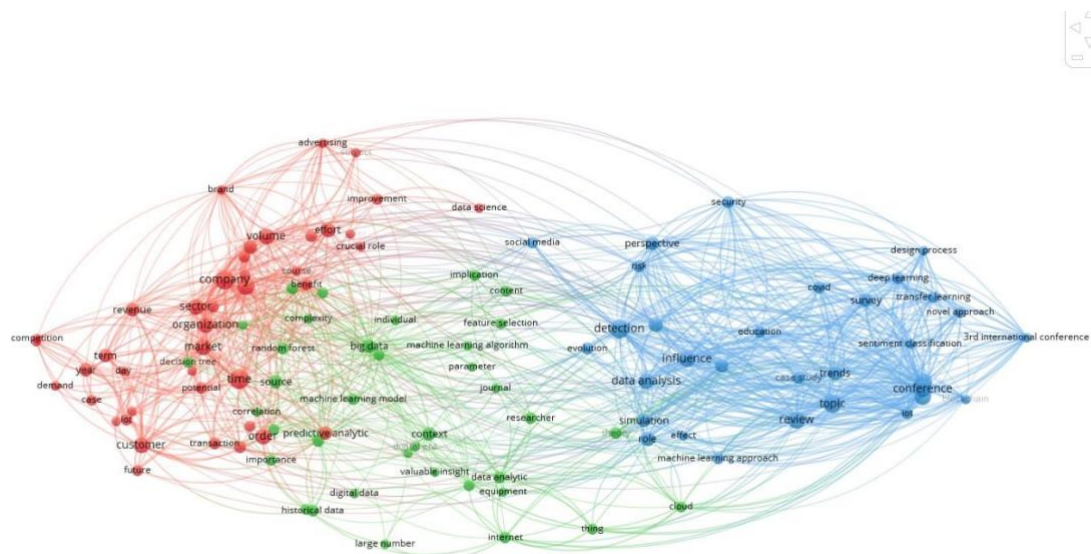 advertising
brand
improvement
data science
security
volume
effort
crucial role
social media
perspective
design process
risk
source
implication
company
benefit
content
covid
deep learning
survey
transfer learning
novel approach
revenue
sector
complexity
individual
feature selection
organization
detection
education
competition
3rd international conference
market
random forest
big data
machine learning algorithm
evolution
sentiment classification
term
decision tree
influence
year
day
parameter
time
source
data analysis
case study
trends
demand
potential
journal
conference
case
machine learning model
topic
iot
correlation
researcher
iot
simulation
review
customer
transaction
order
predictive analytic
context
role
effect
importance
machine learning approach
future
valuable insight
data analytic
digital data
equipment
historical data
cloud
thing
internet
large number